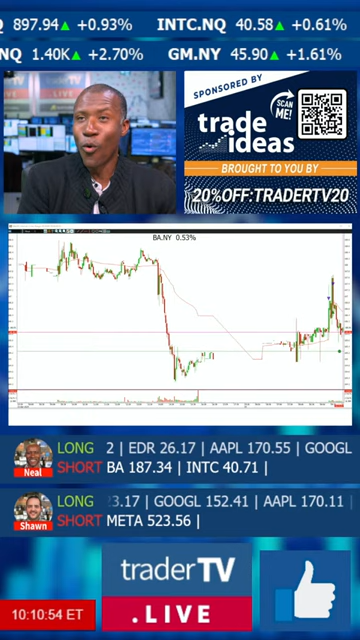 Q 897.94▲ +0.93% INTC.NQ 40.58▲ +0.61%
NQ 1.40K▲ +2.70% GM.NY 45.90▲ +1.61%
SPONSORED BY
SCAN ME!
trade ideas
BROUGHT TO YOU BY
20%OFF:TRADERTV20
BA.NY 0.53%
LONG 2 | EDR 26.17 | AAPL 170.55 | GOOGL
SHORT BA 187.34 | INTC 40.71 |
Neal
LONG 3.17 | GOOGL 152.41 | AAPL 170.11 |
SHORT META 523.56 |
Shawn
traderTV
.LIVE
10:10:54 ET